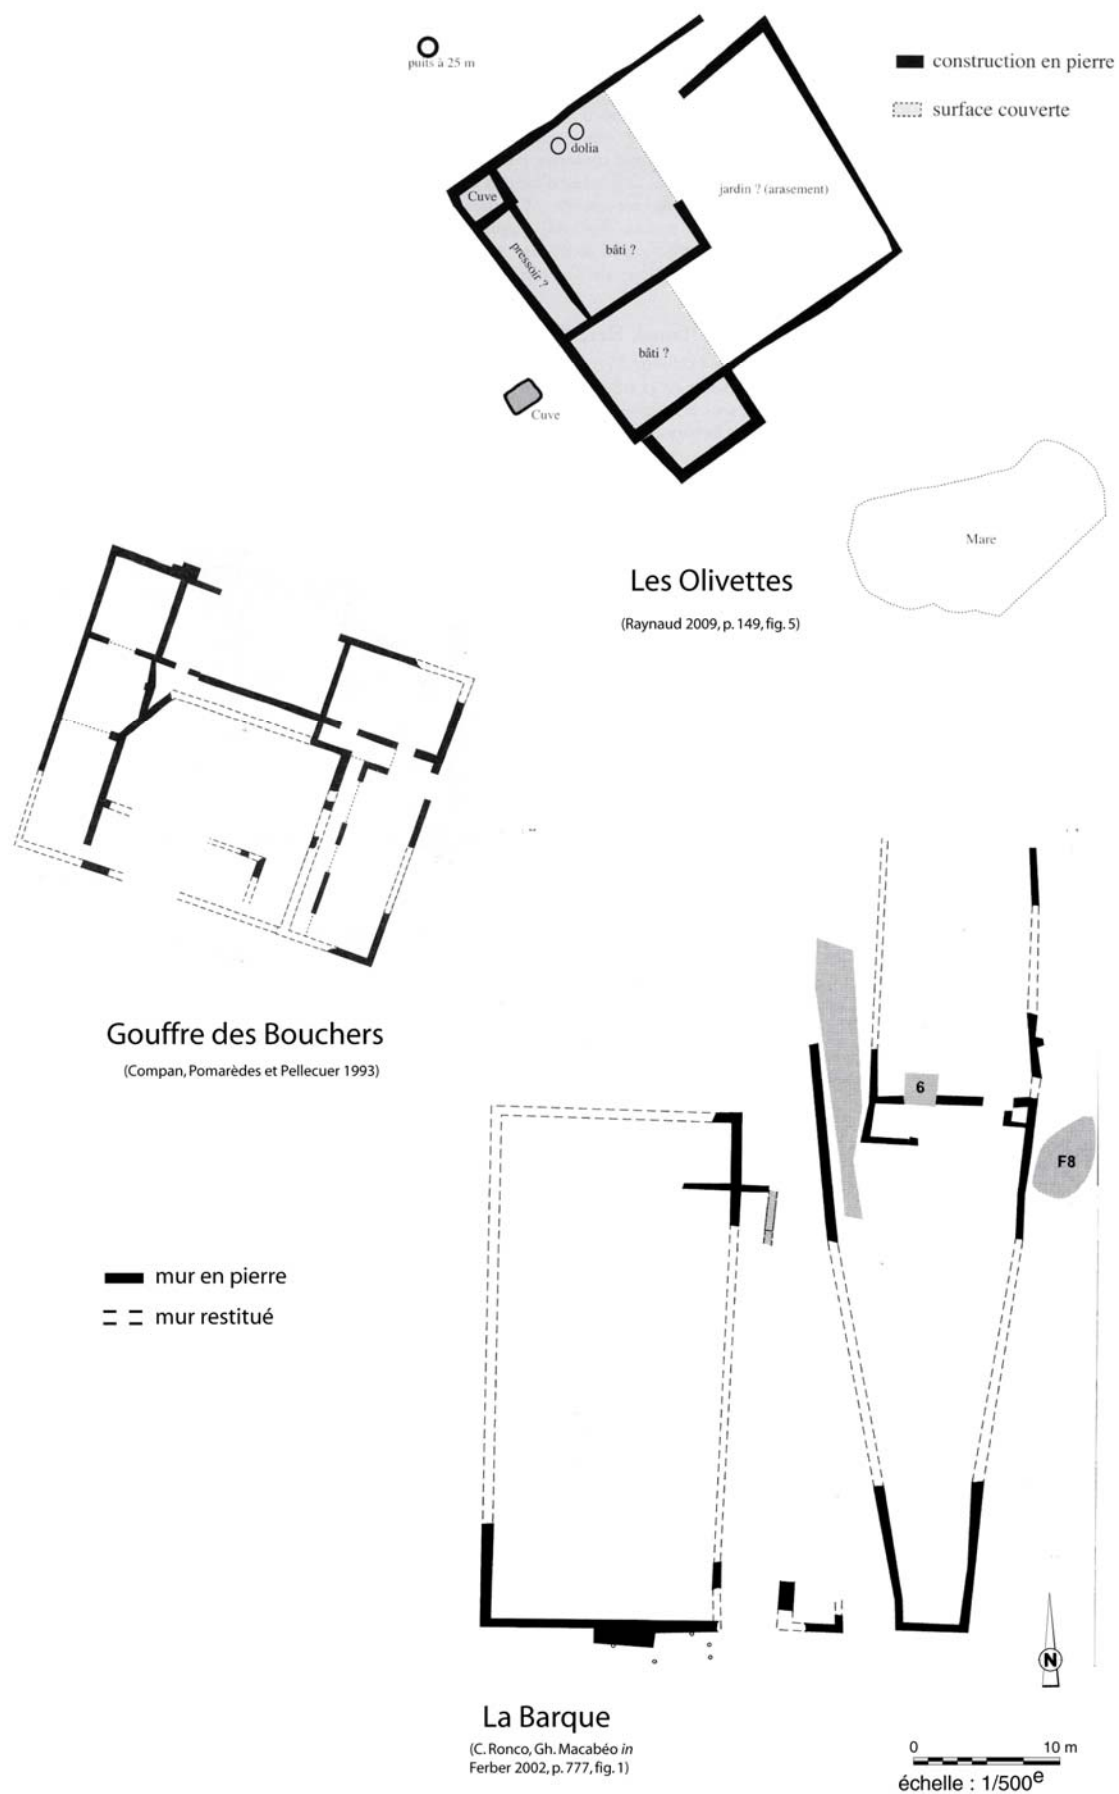 puits à 25 m
construction en pierre
surface couverte
dolia
Cuve
jardin ? (arasement)
pressoir ?
bâti ?
bâti ?
Cuve
Mare
Les Olivettes
(Raynaud 2009, p. 149, fig. 5)
Gouffre des Bouchers
(Compan, Pomarèdes et Pellecuer 1993)
6
F8
mur en pierre
mur restitué
N
La Barque
(C. Ronco, Gh. Macabéo in
Ferber 2002, p. 777, fig. 1)
0 10 m
échelle : 1/500e